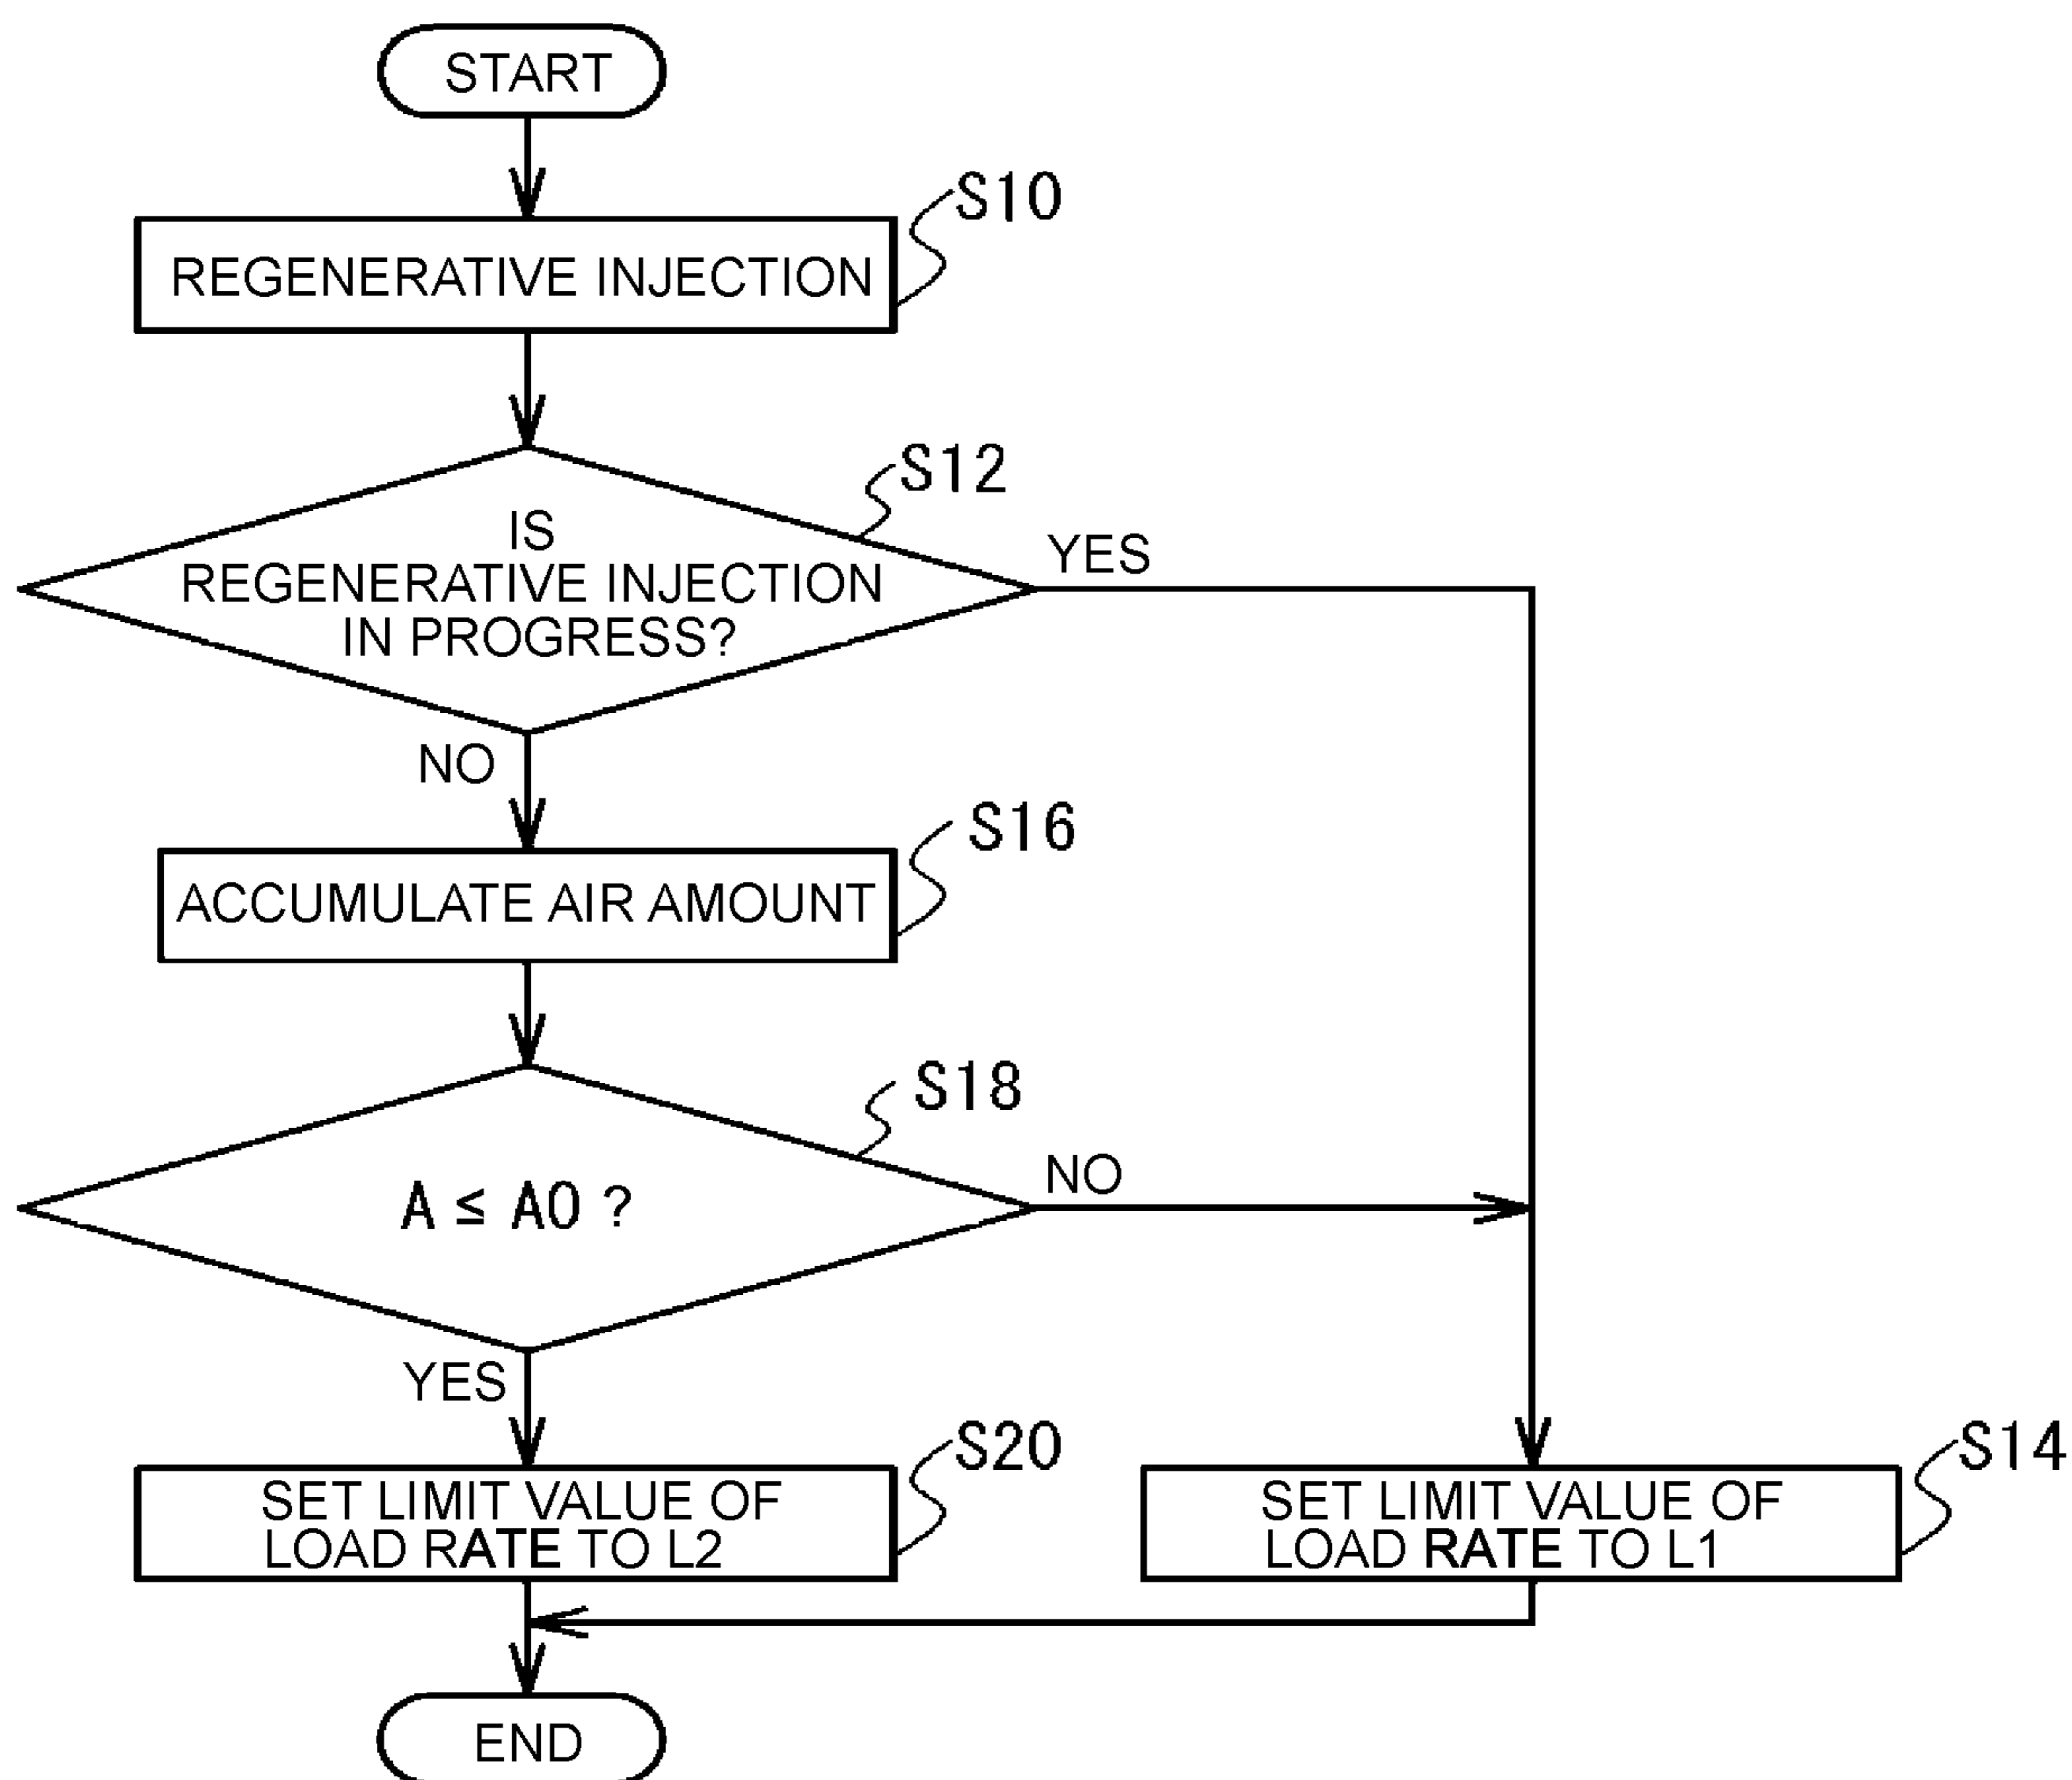 START
S10
REGENERATIVE INJECTION
S12
IS
REGENERATIVE INJECTION
IN PROGRESS?
YES
NO
S16
ACCUMULATE AIR AMOUNT
S18
A ≤ A0 ?
NO
YES
S20
SET LIMIT VALUE OF
LOAD RATE TO L2
S14
SET LIMIT VALUE OF
LOAD RATE TO L1
END